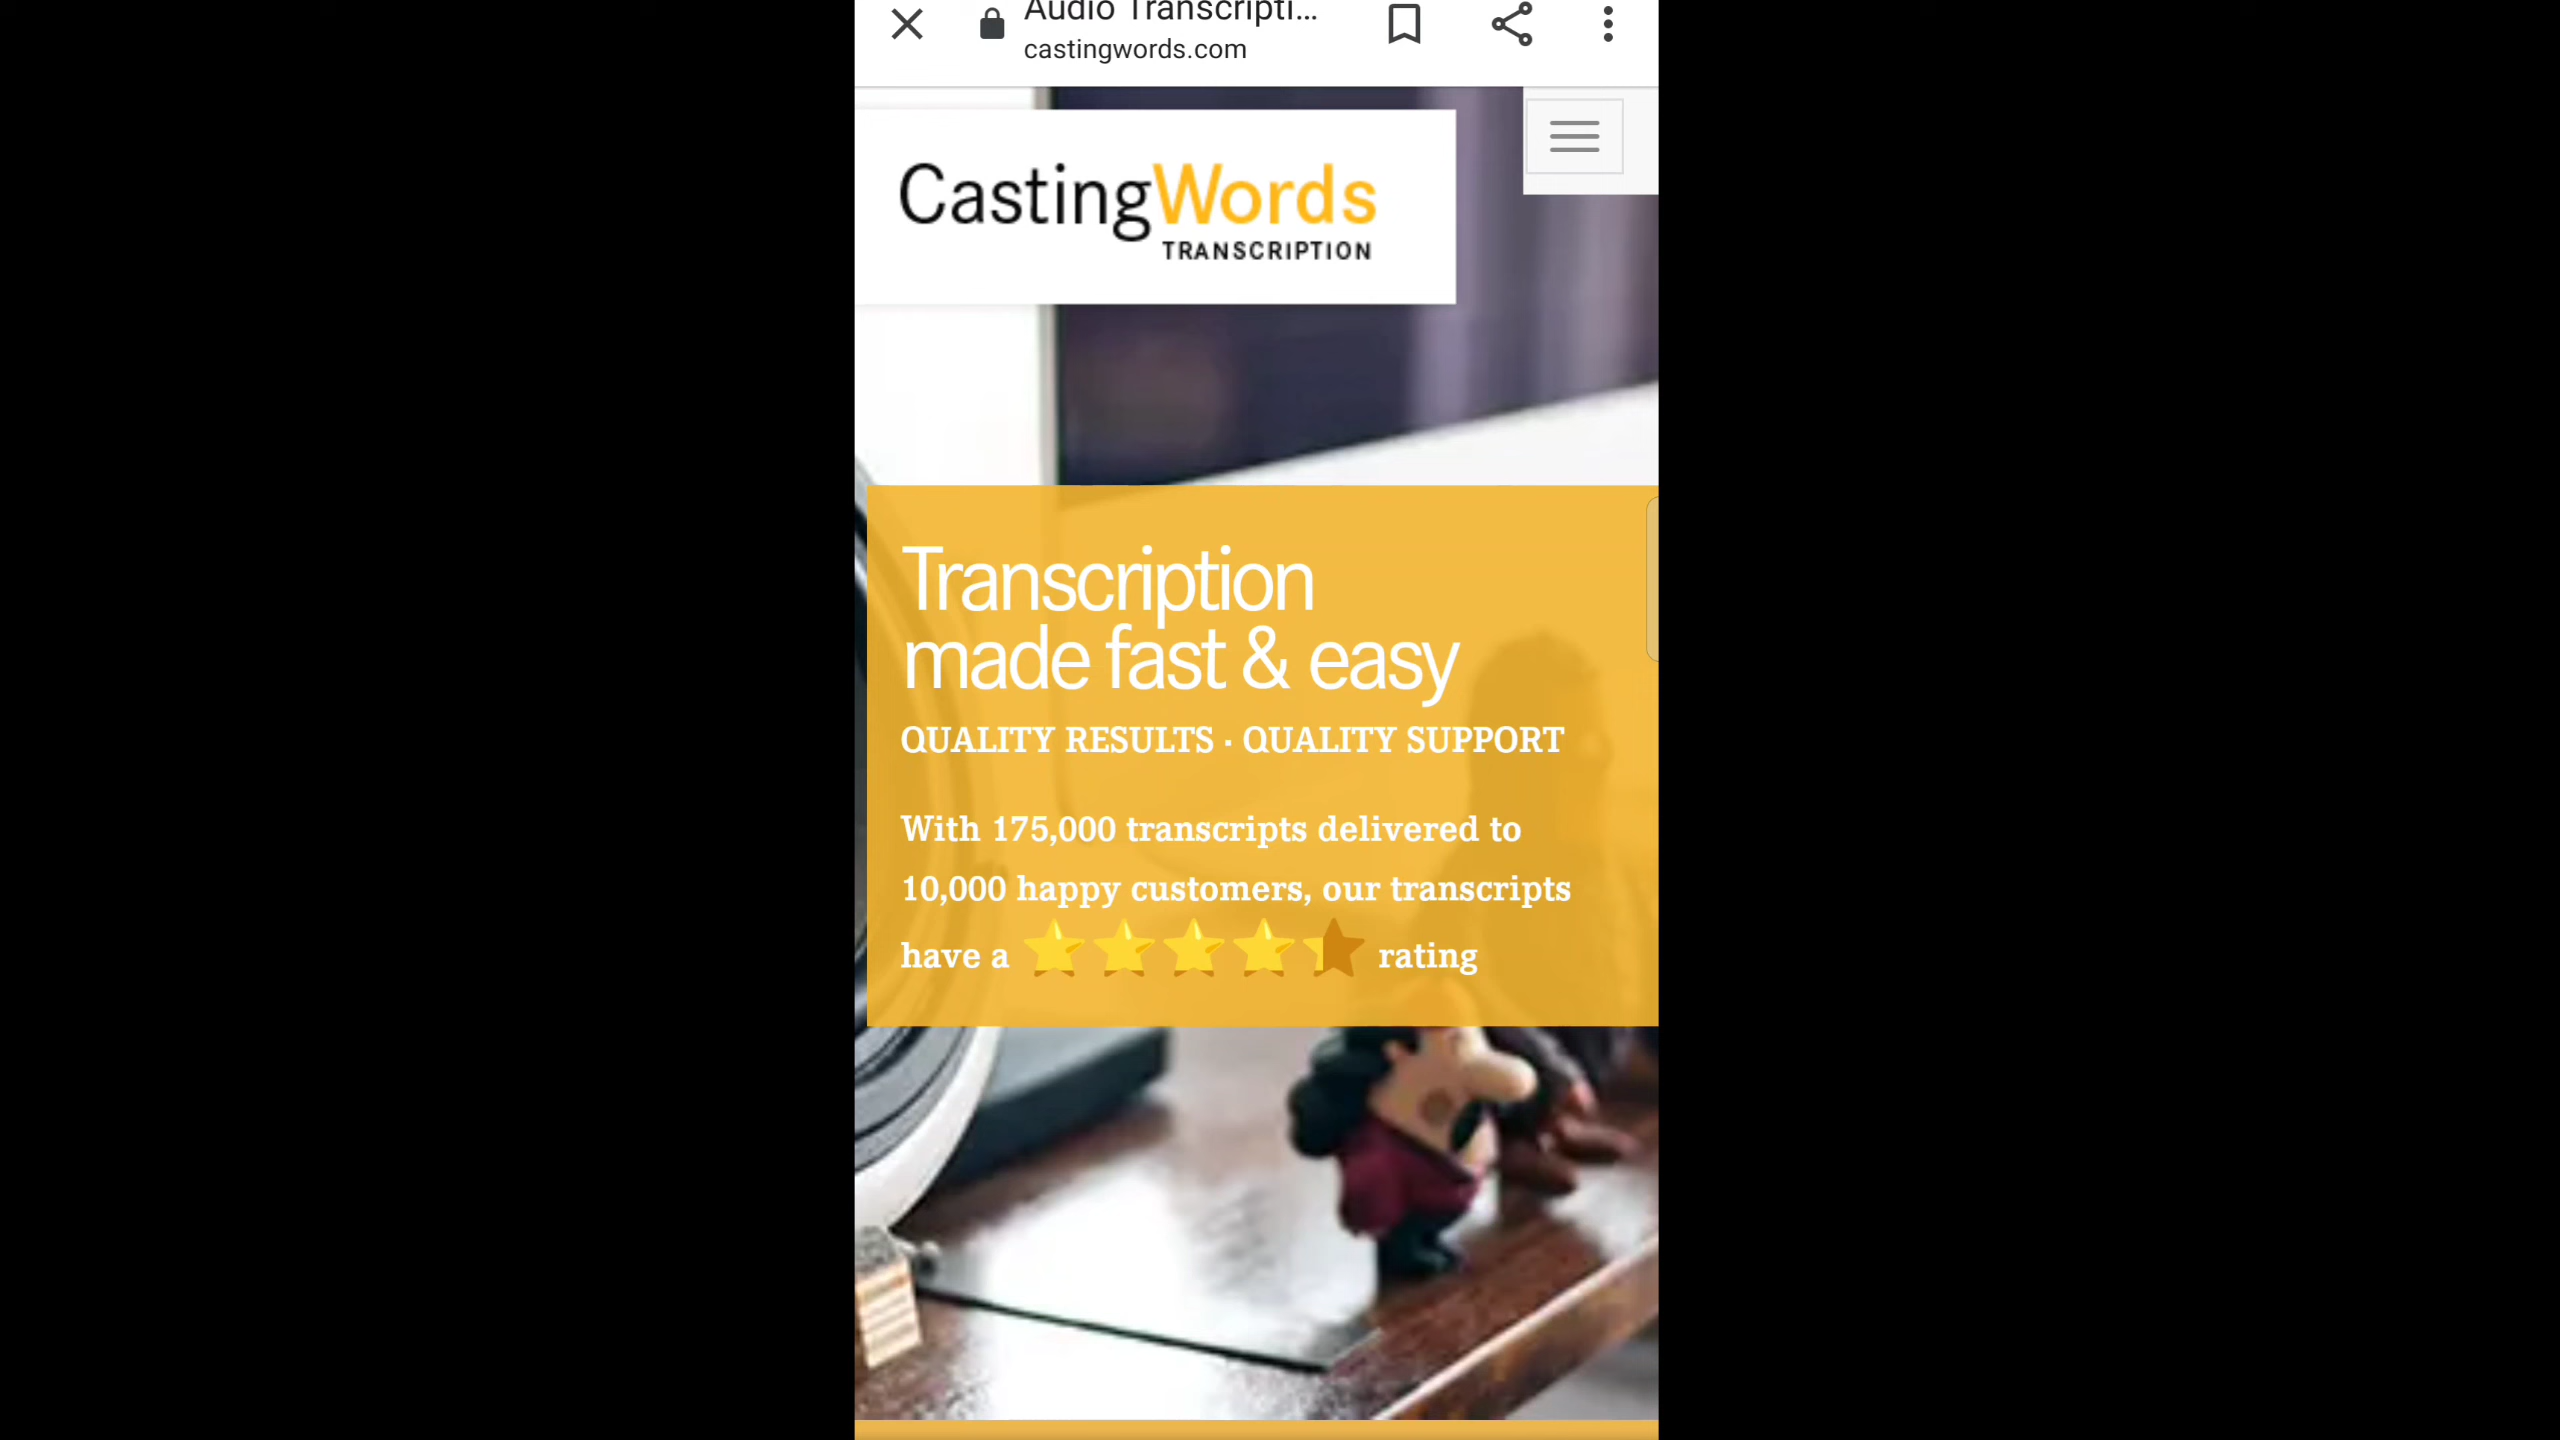 Audio Transcripti...
castingwords.com
CastingWords
TRANSCRIPTION
Transcription
made fast & easy
QUALITY RESULTS · QUALITY SUPPORT
With 175,000 transcripts delivered to
10,000 happy customers, our transcripts
have a rating